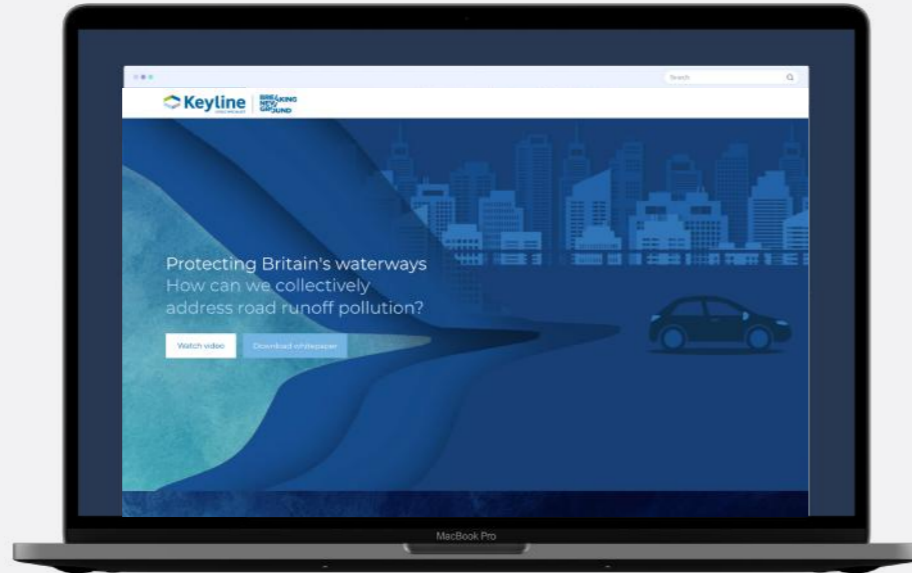 Search
Keyline
BREAKING
NEW
GROUND
Protecting Britain's waterways
How can we collectively
address road runoff pollution?
Watch video
Download whitepaper
MacBook Pro